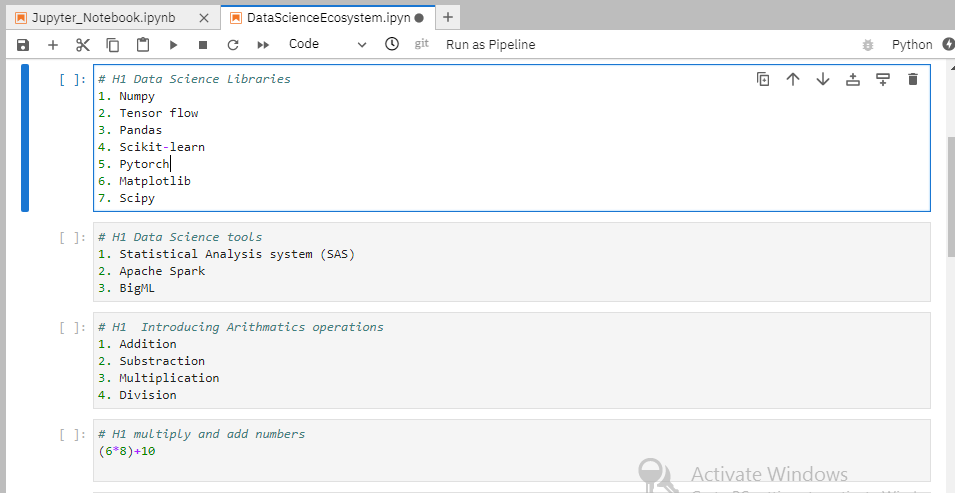 Jupyter_Notebook.ipynb
DataScienceEcosystem.ipyn
Code
git
Run as Pipeline
Python
[ ]:
# H1 Data Science Libraries
1. Numpy
2. Tensor flow
3. Pandas
4. Scikit-learn
5. Pytorch
6. Matplotlib
7. Scipy
[ ]:
# H1 Data Science tools
1. Statistical Analysis system (SAS)
2. Apache Spark
3. BigML
[ ]:
# H1  Introducing Arithmatics operations
1. Addition
2. Substraction
3. Multiplication
4. Division
[ ]:
# H1 multiply and add numbers
(6*8)+10
Activate Windows